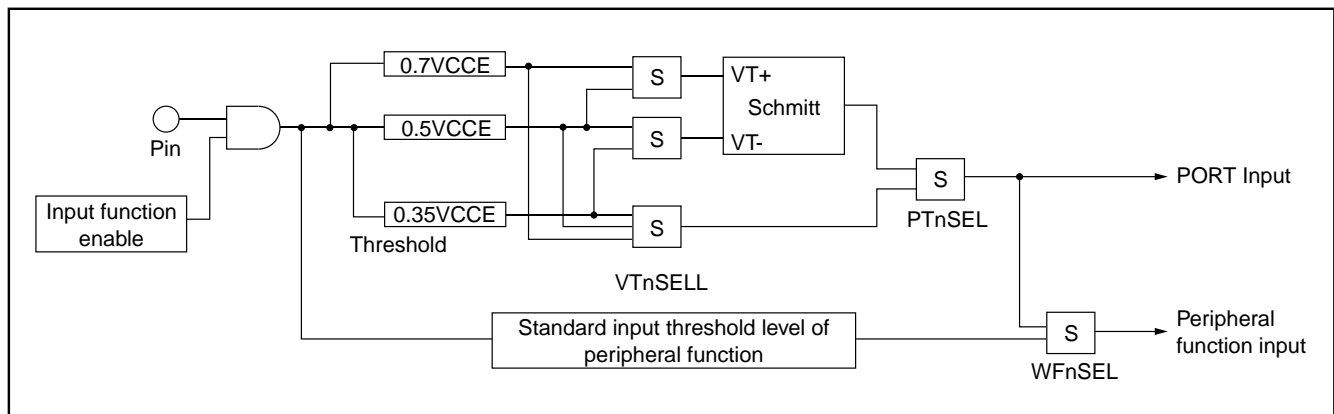 0.7VCCE
S
VT+
Schmitt
Pin
0.5VCCE
S
VT-
S
PORT Input
Input function
enable
0.35VCCE
Threshold
S
PTnSEL
VTnSELL
Standard input threshold level of
peripheral function
S
Peripheral
function input
WFnSEL